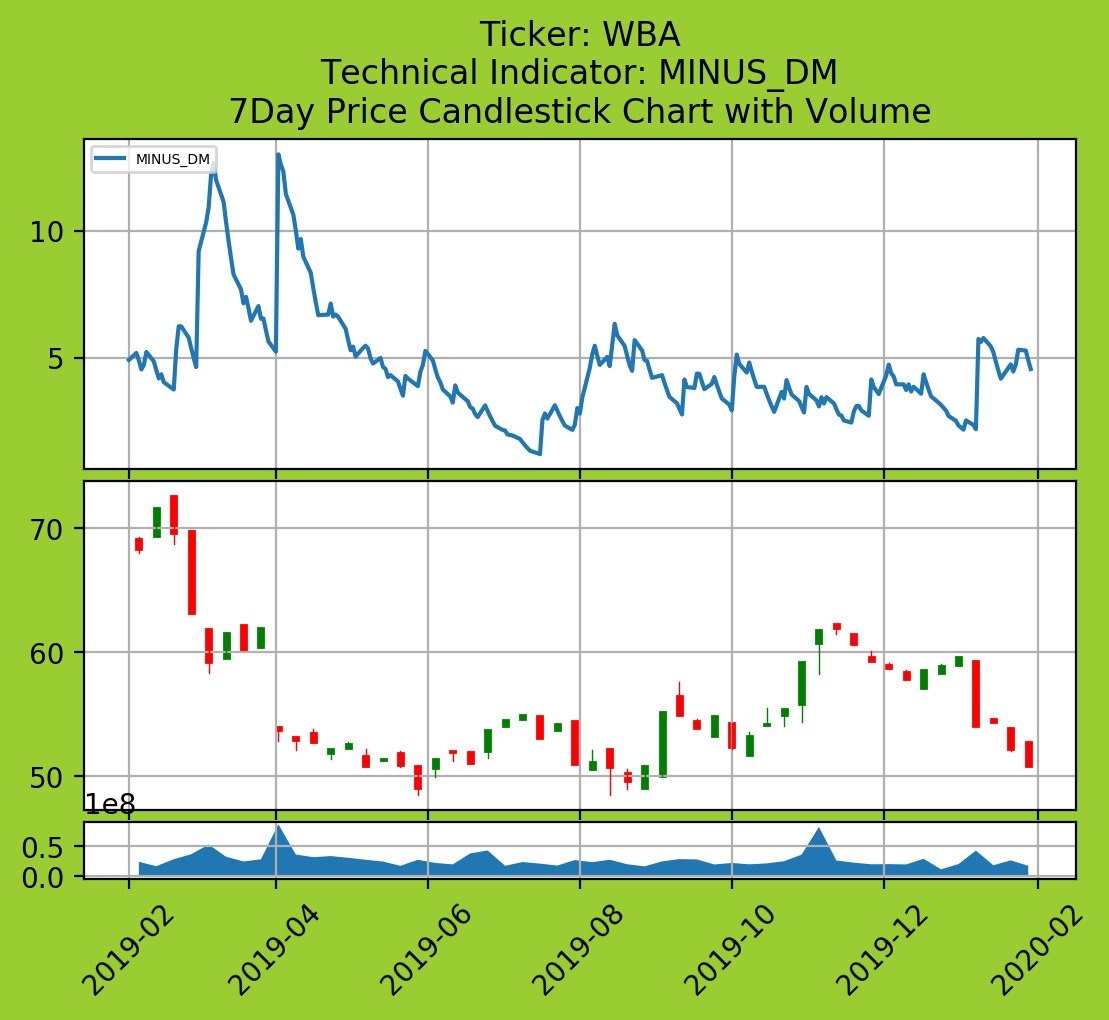 Ticker: WBA
Technical Indicator: MINUS_DM
7Day Price Candlestick Chart with Volume
MINUS_DM
10
5
70
60
50
1e8
0.5
0.0
2019-02
2019-04
2019-06
2019-08
2019-10
2019-12
2020-02